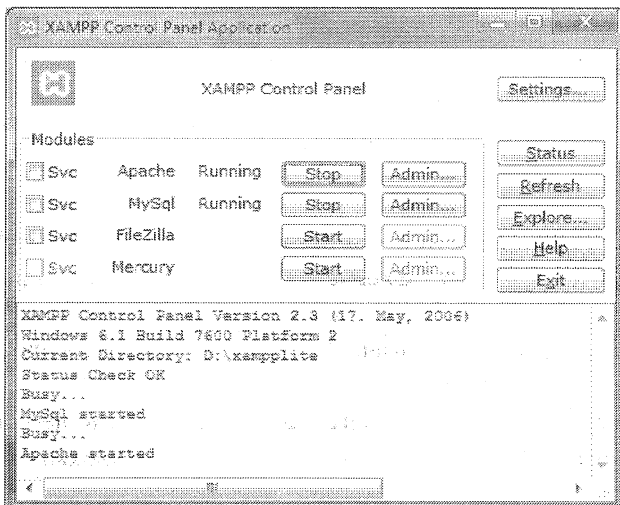 XAMPP Control Panel Application
XAMPP Control Panel
Settings...
Modules
Svc Apache Running Stop Admin...
Svc MySql Running Stop Admin...
Svc FileZilla Start Admin...
Svc Mercury Start Admin...
Status
Refresh
Explore...
Help
Exit
XAMPP Control Panel Version 2.3 (17. May, 2006)
Windows 6.1 Build 7600 Platform 2
Current Directory: D:\xampplite
Status Check OK
Busy...
MySql started
Busy...
Apache started